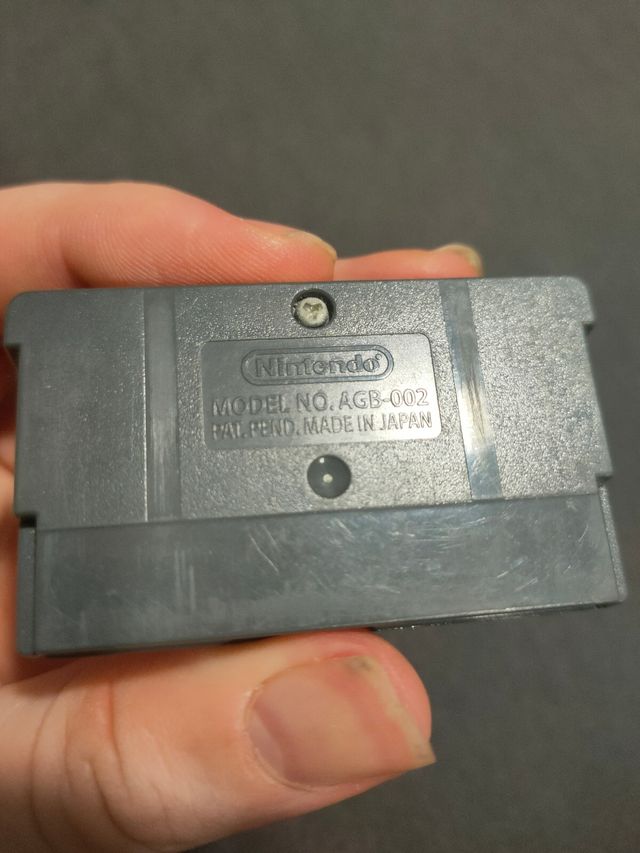 Nintendo®
MODEL NO. AGB-002
PAT. PEND. MADE IN JAPAN